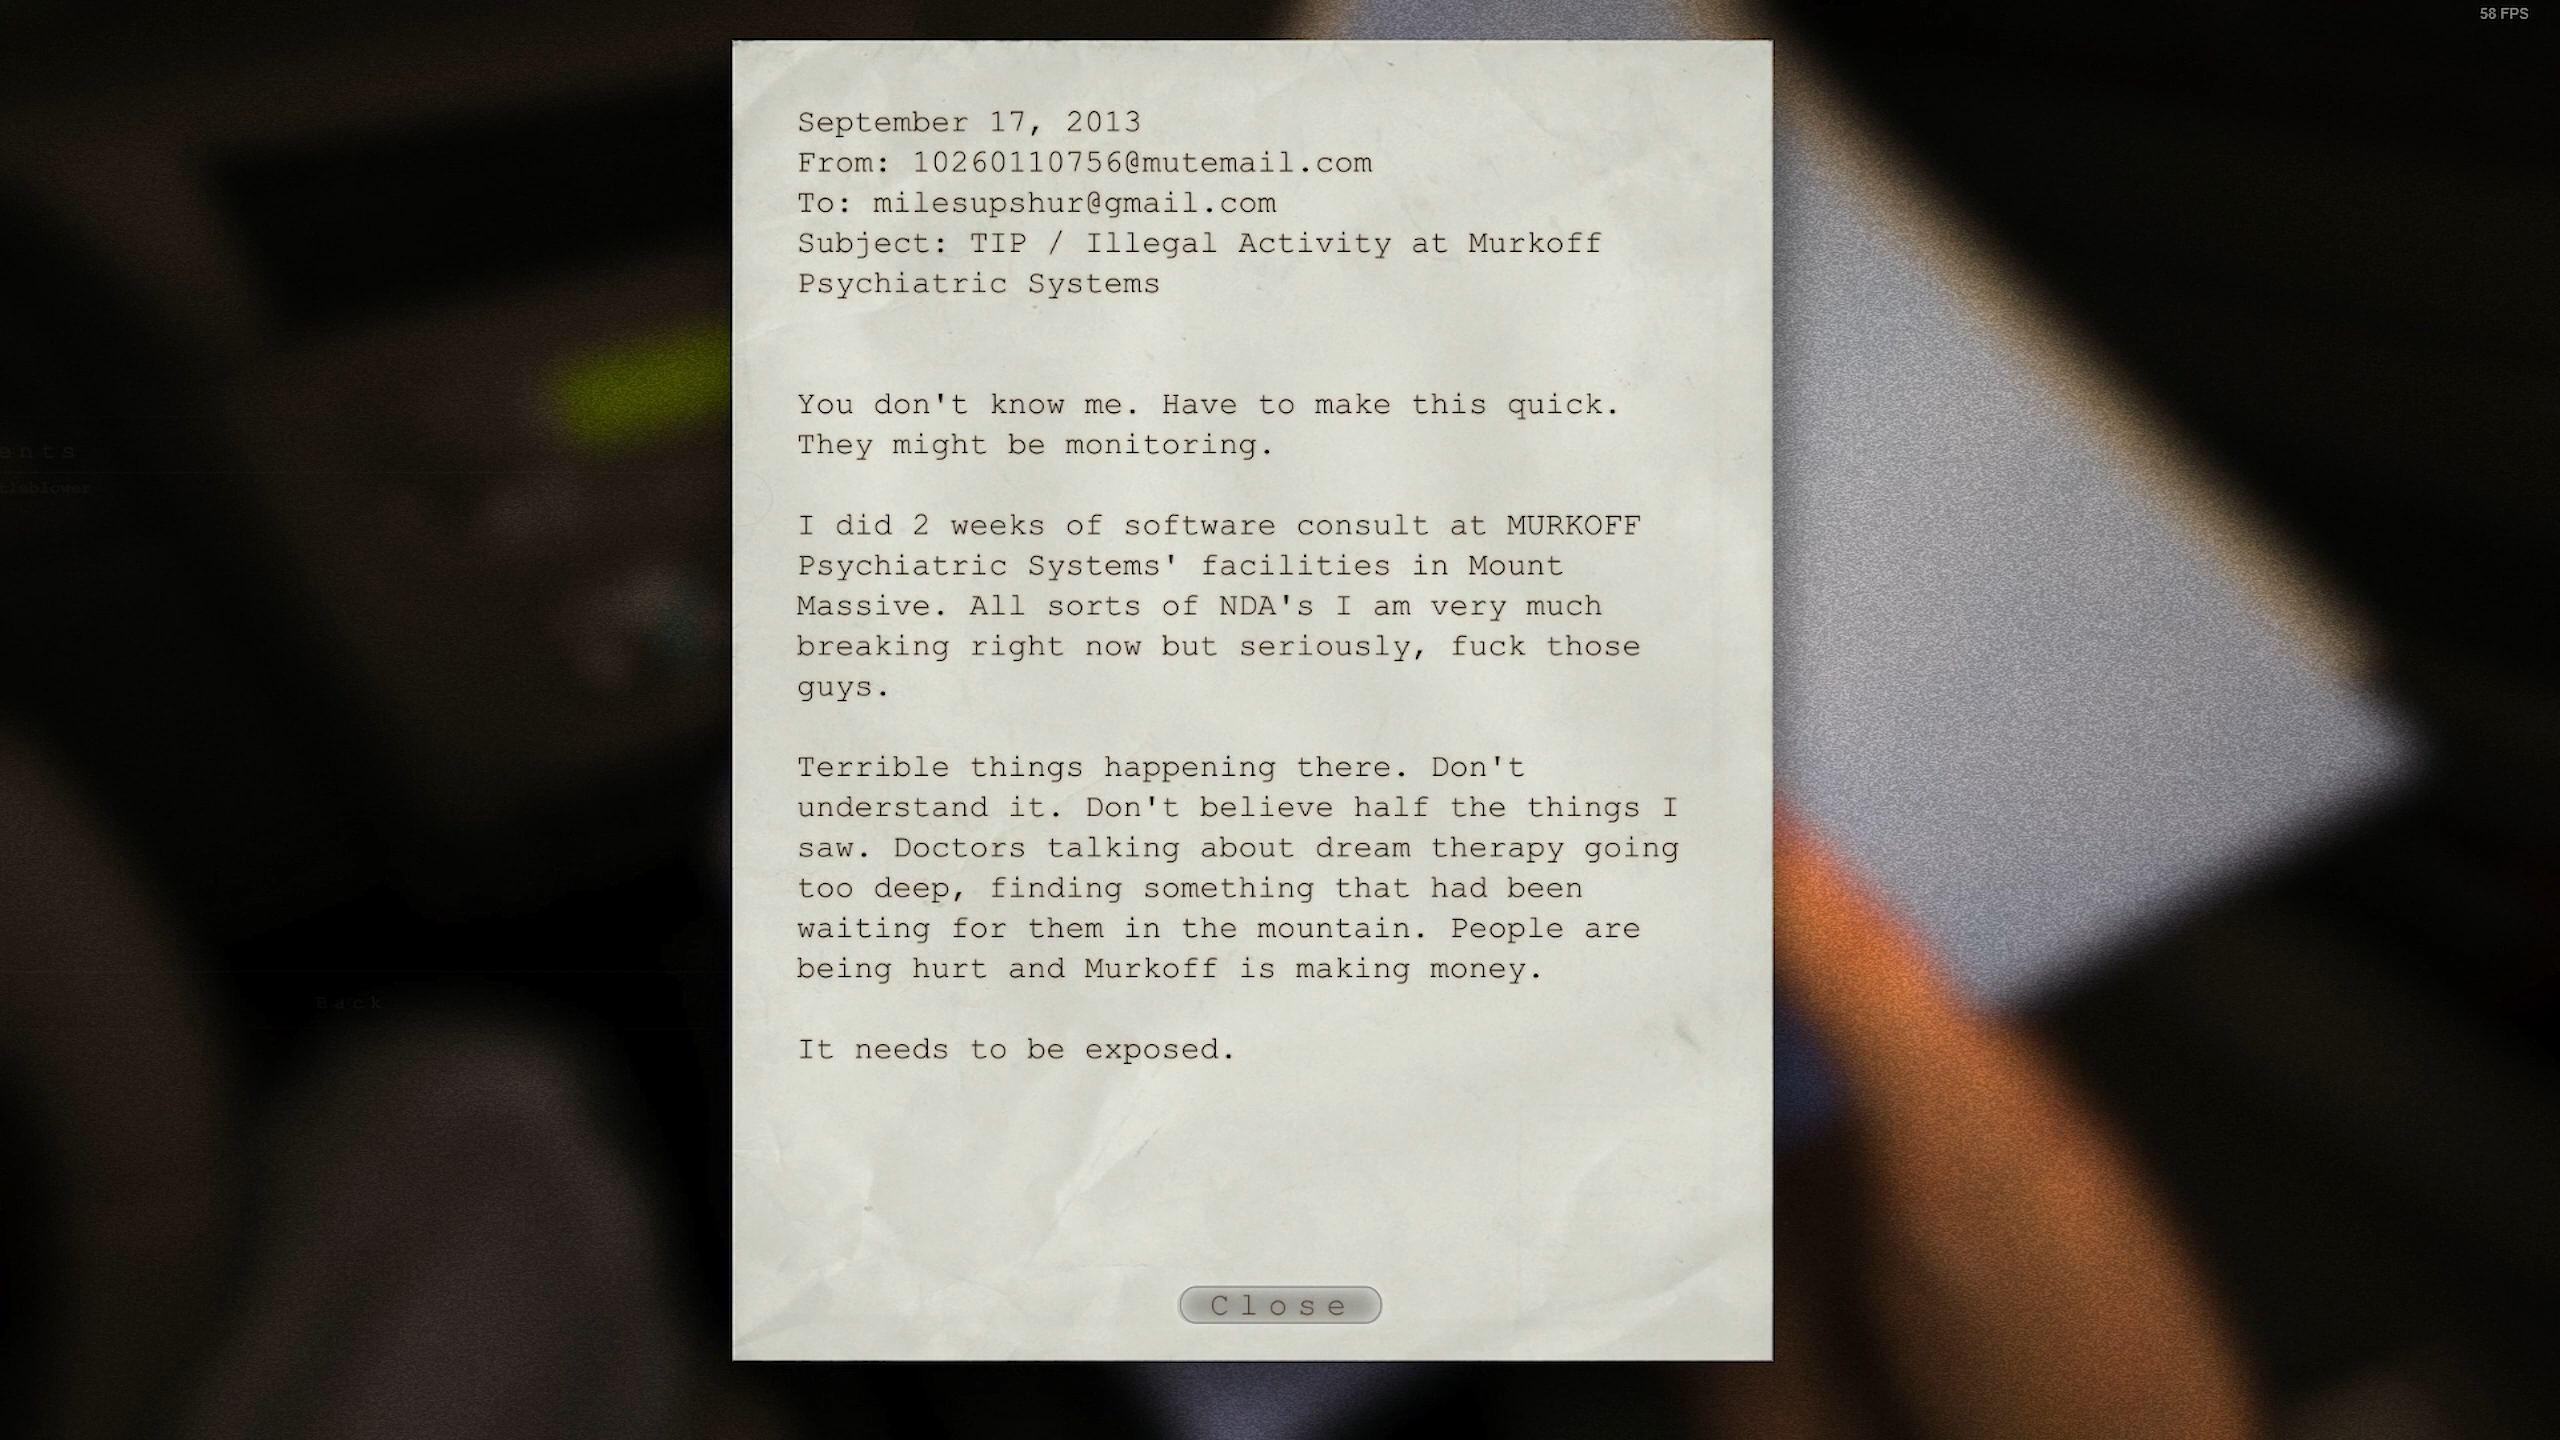 58 FPS
September 17, 2013
From: 10260110756@mutemail.com
To: milesupshur@gmail.com
Subject: TIP / Illegal Activity at Murkoff
Psychiatric Systems
You don't know me. Have to make this quick.
They might be monitoring.
I did 2 weeks of software consult at MURKOFF
Psychiatric Systems' facilities in Mount
Massive. All sorts of NDA's I am very much
breaking right now but seriously, fuck those
guys.
Terrible things happening there. Don't
understand it. Don't believe half the things I
saw. Doctors talking about dream therapy going
too deep, finding something that had been
waiting for them in the mountain. People are
being hurt and Murkoff is making money.
It needs to be exposed.
Back
Close